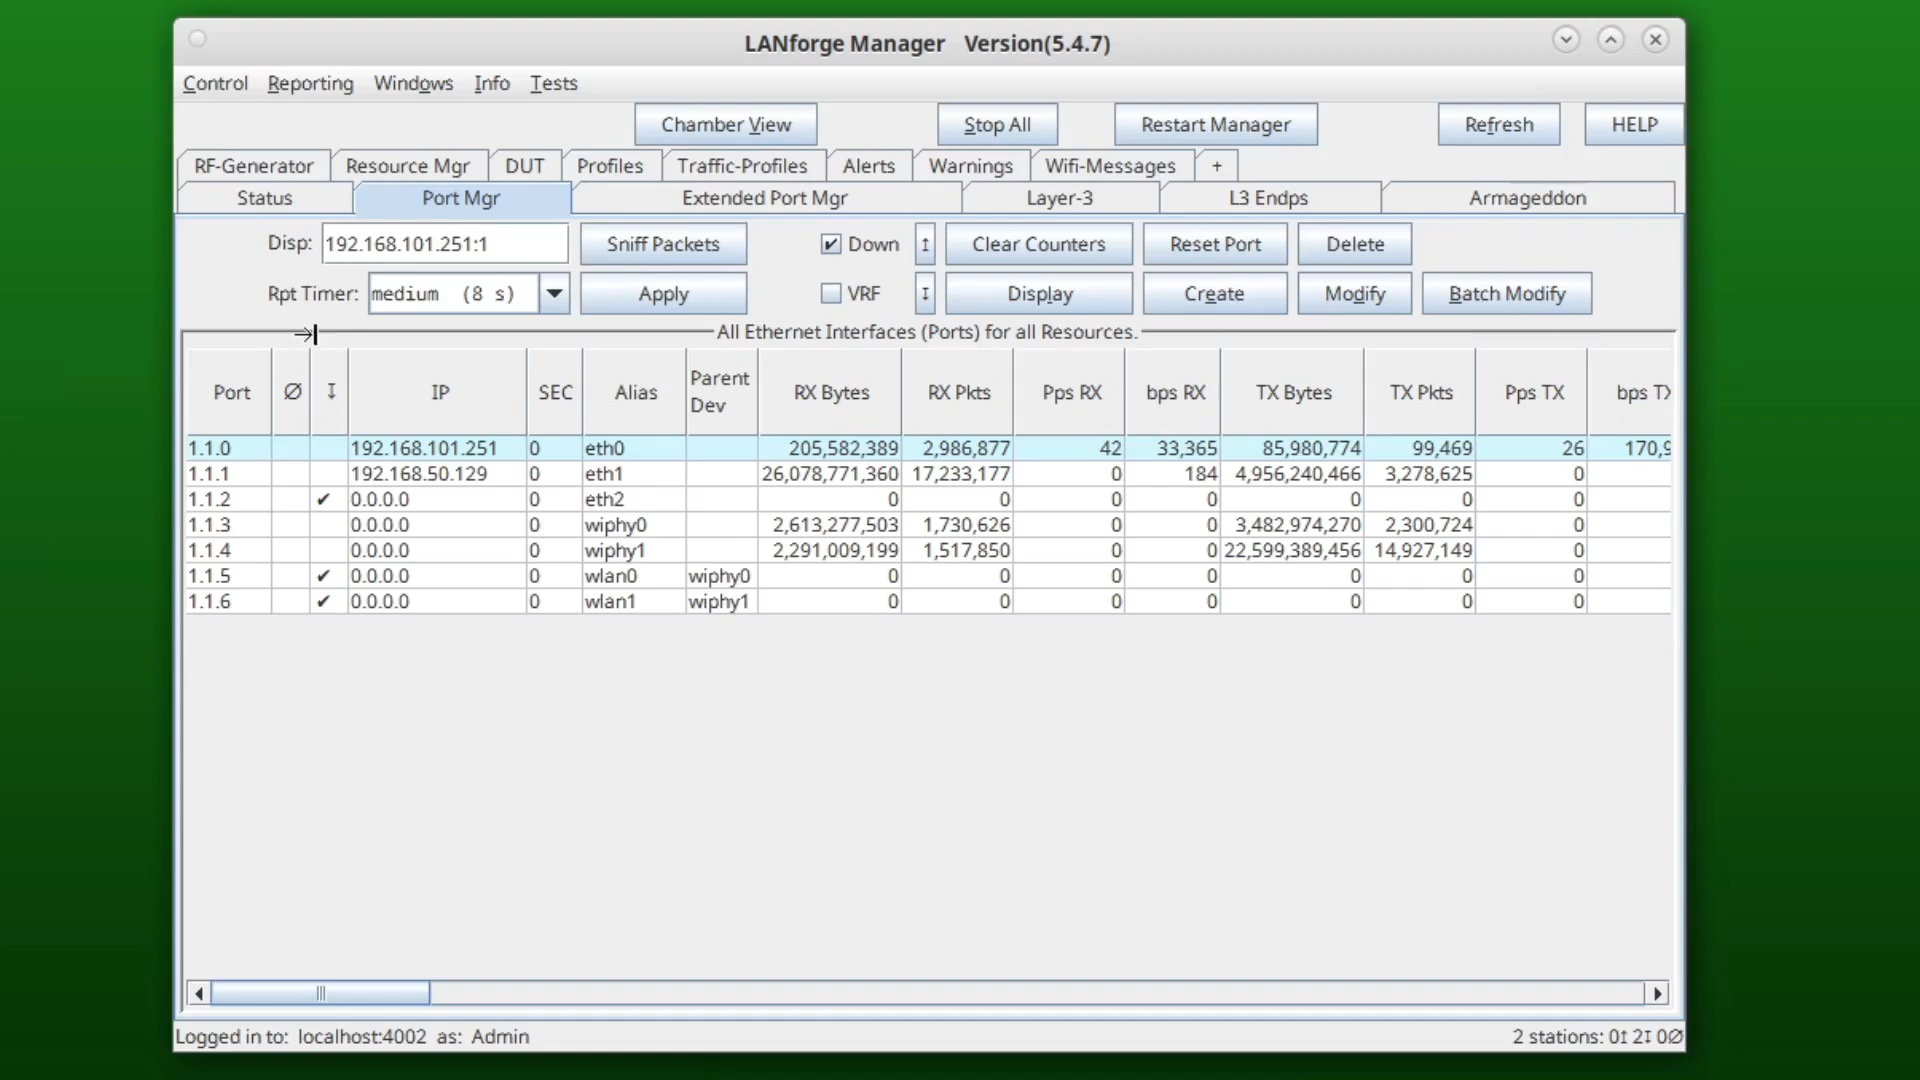 LANforge Manager   Version(5.4.7)
Control  Reporting  Windows  Info  Tests
Chamber View  Stop All  Restart Manager  Refresh  HELP
RF-Generator  Resource Mgr  DUT  Profiles  Traffic-Profiles  Alerts  Warnings  Wifi-Messages  +
Status  Port Mgr  Extended Port Mgr  Layer-3  L3 Endps  Armageddon
Disp: 192.168.101.251:1  Sniff Packets  ✔ Down  ↥  Clear Counters  Reset Port  Delete
Rpt Timer: medium  (8 s)  Apply  VRF  ↧  Display  Create  Modify  Batch Modify
All Ethernet Interfaces (Ports) for all Resources.
Port  Ø  ↧  IP  SEC  Alias  Parent Dev  RX Bytes  RX Pkts  Pps RX  bps RX  TX Bytes  TX Pkts  Pps TX  bps TX
1.1.0  192.168.101.251  0  eth0  205,582,389  2,986,877  42  33,365  85,980,774  99,469  26  170,9
1.1.1  192.168.50.129  0  eth1  26,078,771,360  17,233,177  0  184  4,956,240,466  3,278,625  0
1.1.2  ✔  0.0.0.0  0  eth2  0  0  0  0  0  0  0
1.1.3  0.0.0.0  0  wiphy0  2,613,277,503  1,730,626  0  0  3,482,974,270  2,300,724  0
1.1.4  0.0.0.0  0  wiphy1  2,291,009,199  1,517,850  0  0  22,599,389,456  14,927,149  0
1.1.5  ✔  0.0.0.0  0  wlan0  wiphy0  0  0  0  0  0  0  0
1.1.6  ✔  0.0.0.0  0  wlan1  wiphy1  0  0  0  0  0  0  0
Logged in to:  localhost:4002  as:  Admin  2 stations: 0↥ 2↧ 0Ø